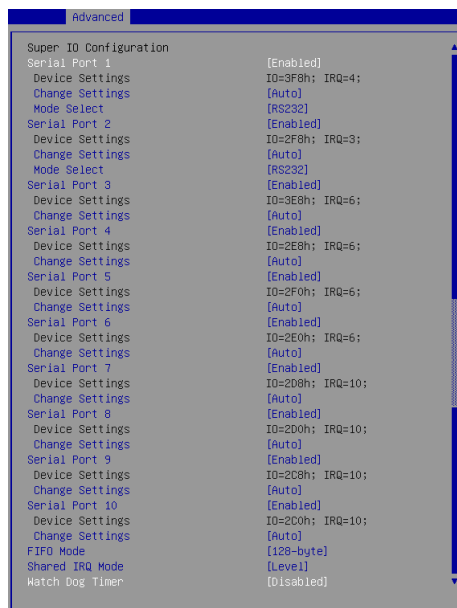 Advanced
Super IO Configuration
Serial Port 1 [Enabled]
Device Settings IO=3F8h; IRQ=4;
Change Settings [Auto]
Mode Select [RS232]
Serial Port 2 [Enabled]
Device Settings IO=2F8h; IRQ=3;
Change Settings [Auto]
Mode Select [RS232]
Serial Port 3 [Enabled]
Device Settings IO=3E8h; IRQ=6;
Change Settings [Auto]
Serial Port 4 [Enabled]
Device Settings IO=2E8h; IRQ=6;
Change Settings [Auto]
Serial Port 5 [Enabled]
Device Settings IO=2F0h; IRQ=6;
Change Settings [Auto]
Serial Port 6 [Enabled]
Device Settings IO=2E0h; IRQ=6;
Change Settings [Auto]
Serial Port 7 [Enabled]
Device Settings IO=2D8h; IRQ=10;
Change Settings [Auto]
Serial Port 8 [Enabled]
Device Settings IO=2D0h; IRQ=10;
Change Settings [Auto]
Serial Port 9 [Enabled]
Device Settings IO=2C8h; IRQ=10;
Change Settings [Auto]
Serial Port 10 [Enabled]
Device Settings IO=2C0h; IRQ=10;
Change Settings [Auto]
FIFO Mode [128-byte]
Shared IRQ Mode [Level]
Watch Dog Timer [Disabled]